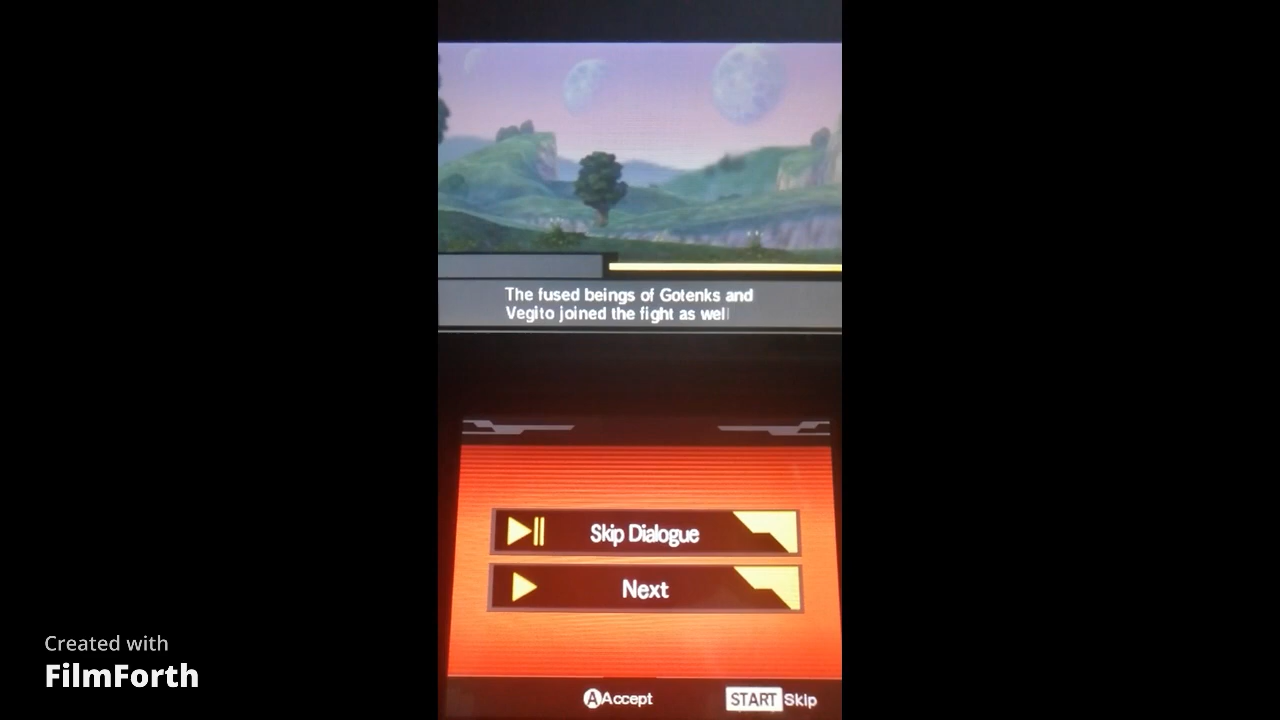 The fused beings of Gotenks and
Vegito joined the fight as wel
Skip Dialogue
Next
A Accept
START Skip
Created with
FilmForth